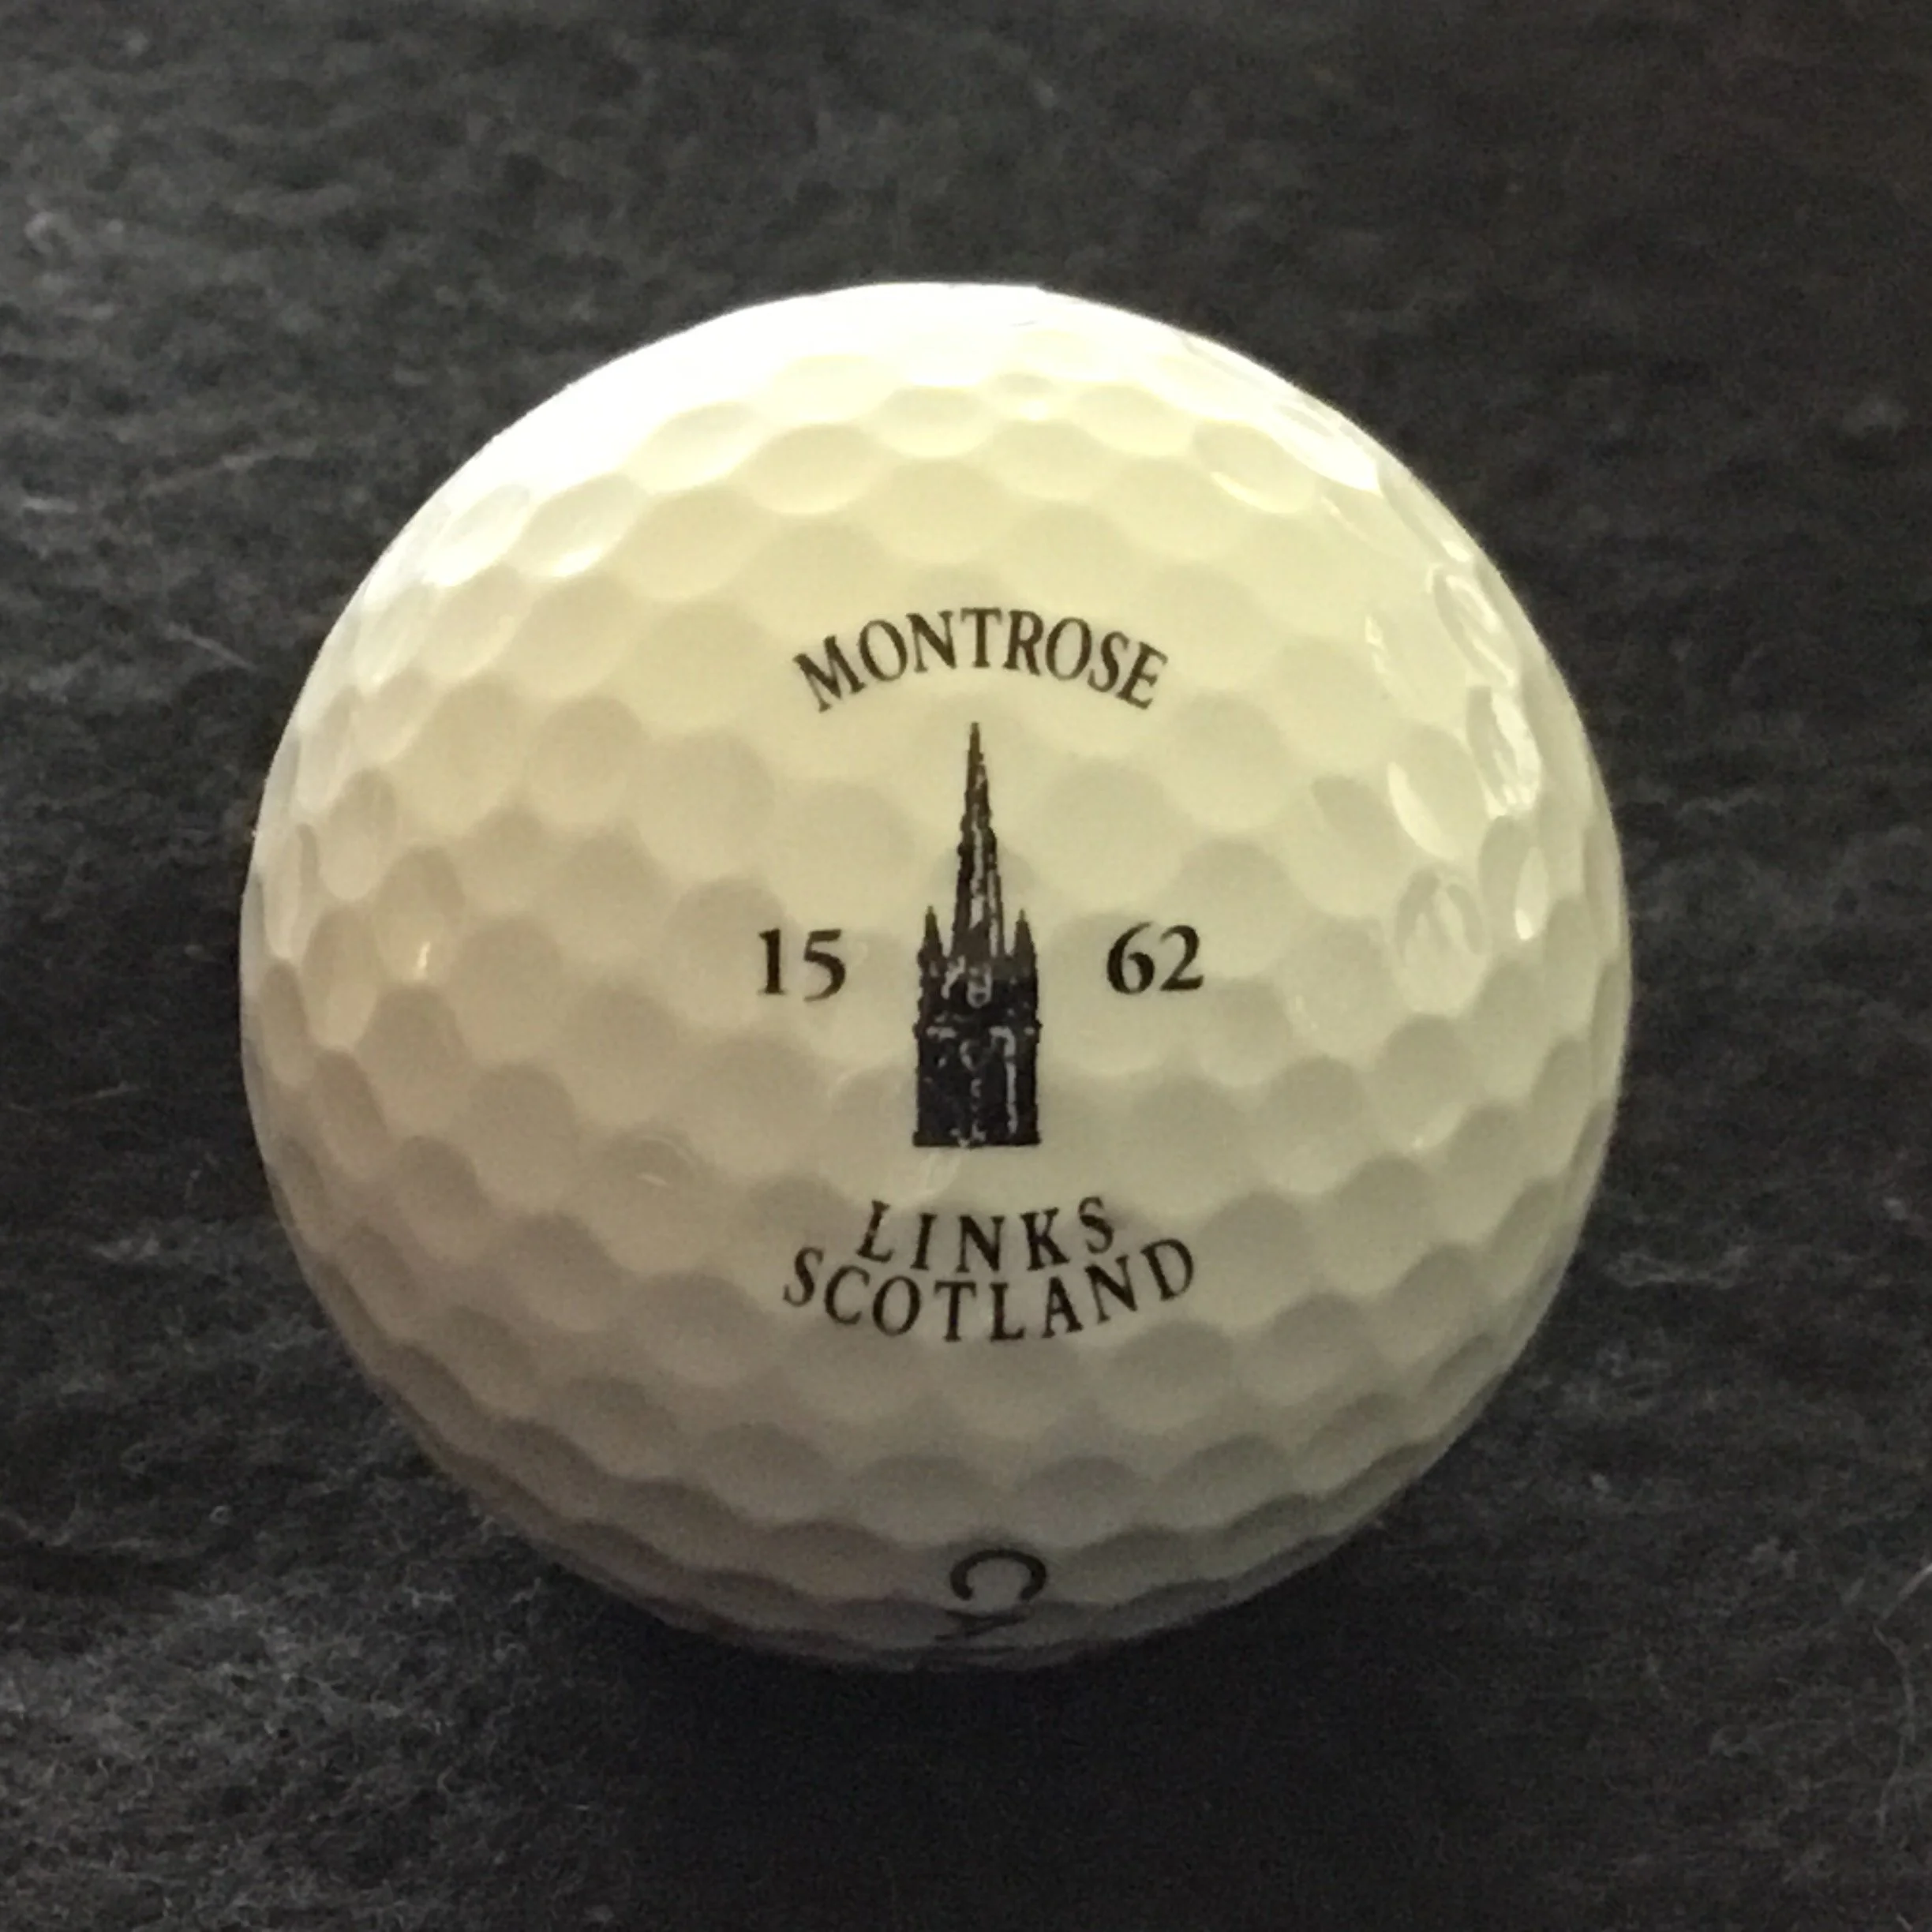 MONTROSE
15 62
LINKS
SCOTLAND